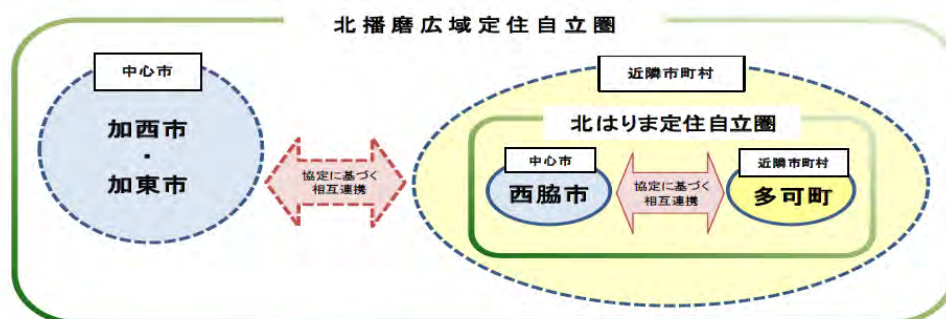 北播磨広域定住自立圏
中心市
加西市
・
加東市
協定に基づく
相互連携
近隣市町村
北はりま定住自立圏
中心市
西脇市
協定に基づく
相互連携
近隣市町村
多可町